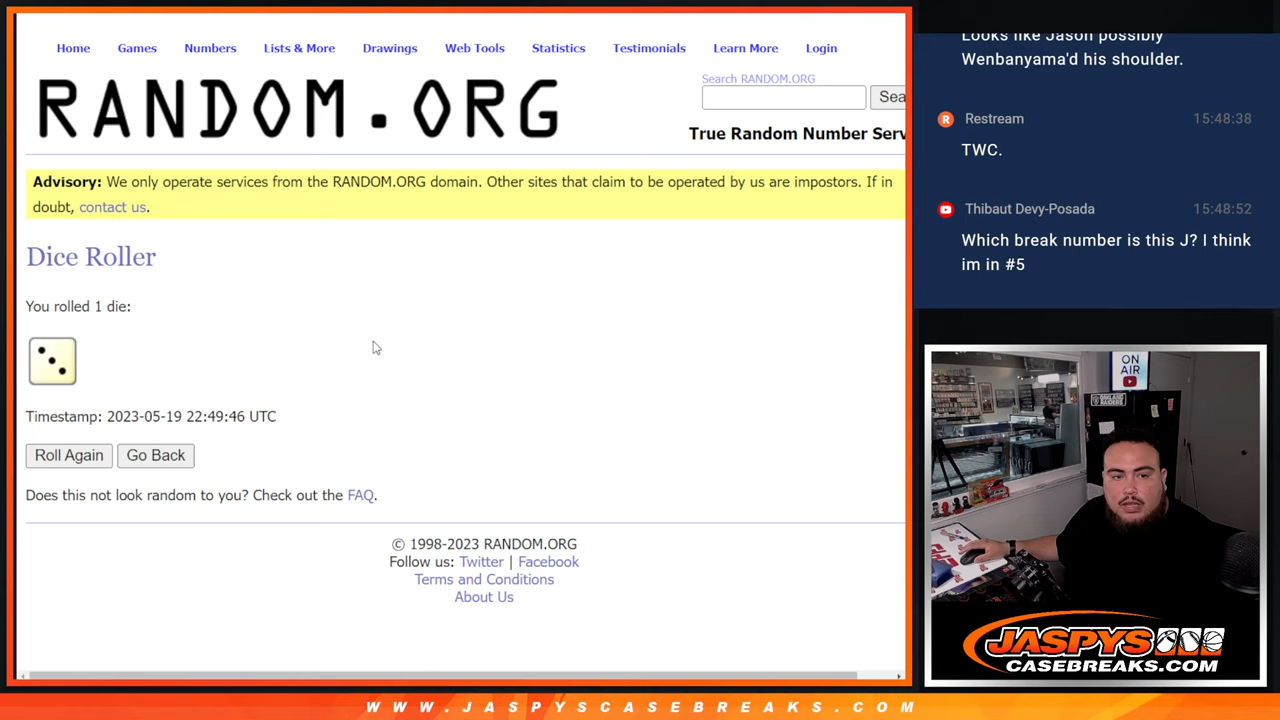 Home Games Numbers Lists & More Drawings Web Tools Statistics Testimonials Learn More Login
RANDOM.ORG
Search RANDOM.ORG
Sea
True Random Number Serv
Advisory: We only operate services from the RANDOM.ORG domain. Other sites that claim to be operated by us are impostors. If in
doubt, contact us.
Dice Roller
You rolled 1 die:
Timestamp: 2023-05-19 22:49:46 UTC
Roll Again Go Back
Does this not look random to you? Check out the FAQ.
© 1998-2023 RANDOM.ORG
Follow us: Twitter | Facebook
Terms and Conditions
About Us
Looks like Jason possibly
Wenbanyama'd his shoulder.
Restream 15:48:38
TWC.
Thibaut Devy-Posada 15:48:52
Which break number is this J? I think
im in #5
ON
AIR
OAKLAND
RAIDERS
JASPYS
CASEBREAKS.COM
WWW.JASPYSCASEBREAKS.COM